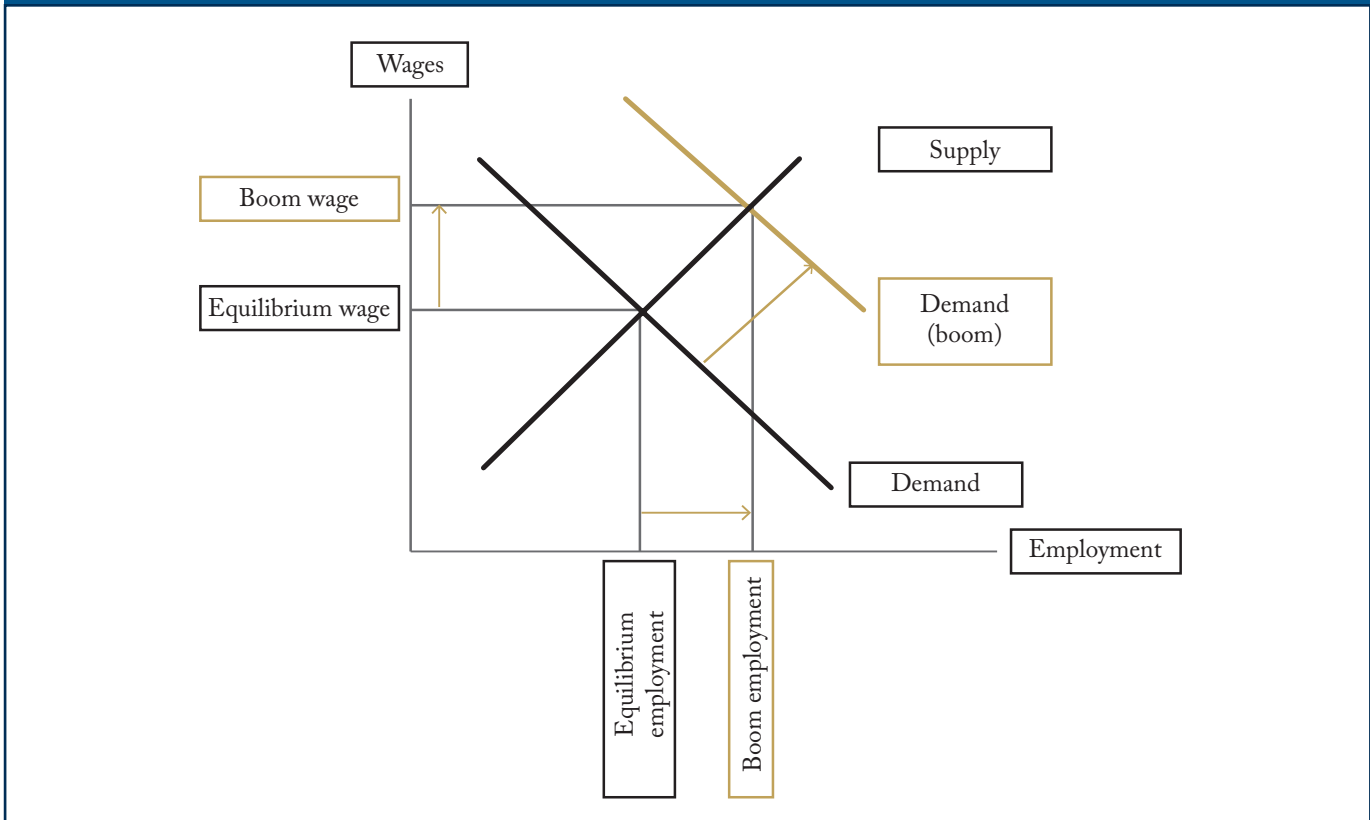 Wages
Supply
Boom wage
Demand
(boom)
Equilibrium wage
Demand
Employment
Equilibrium
employment
Boom employment